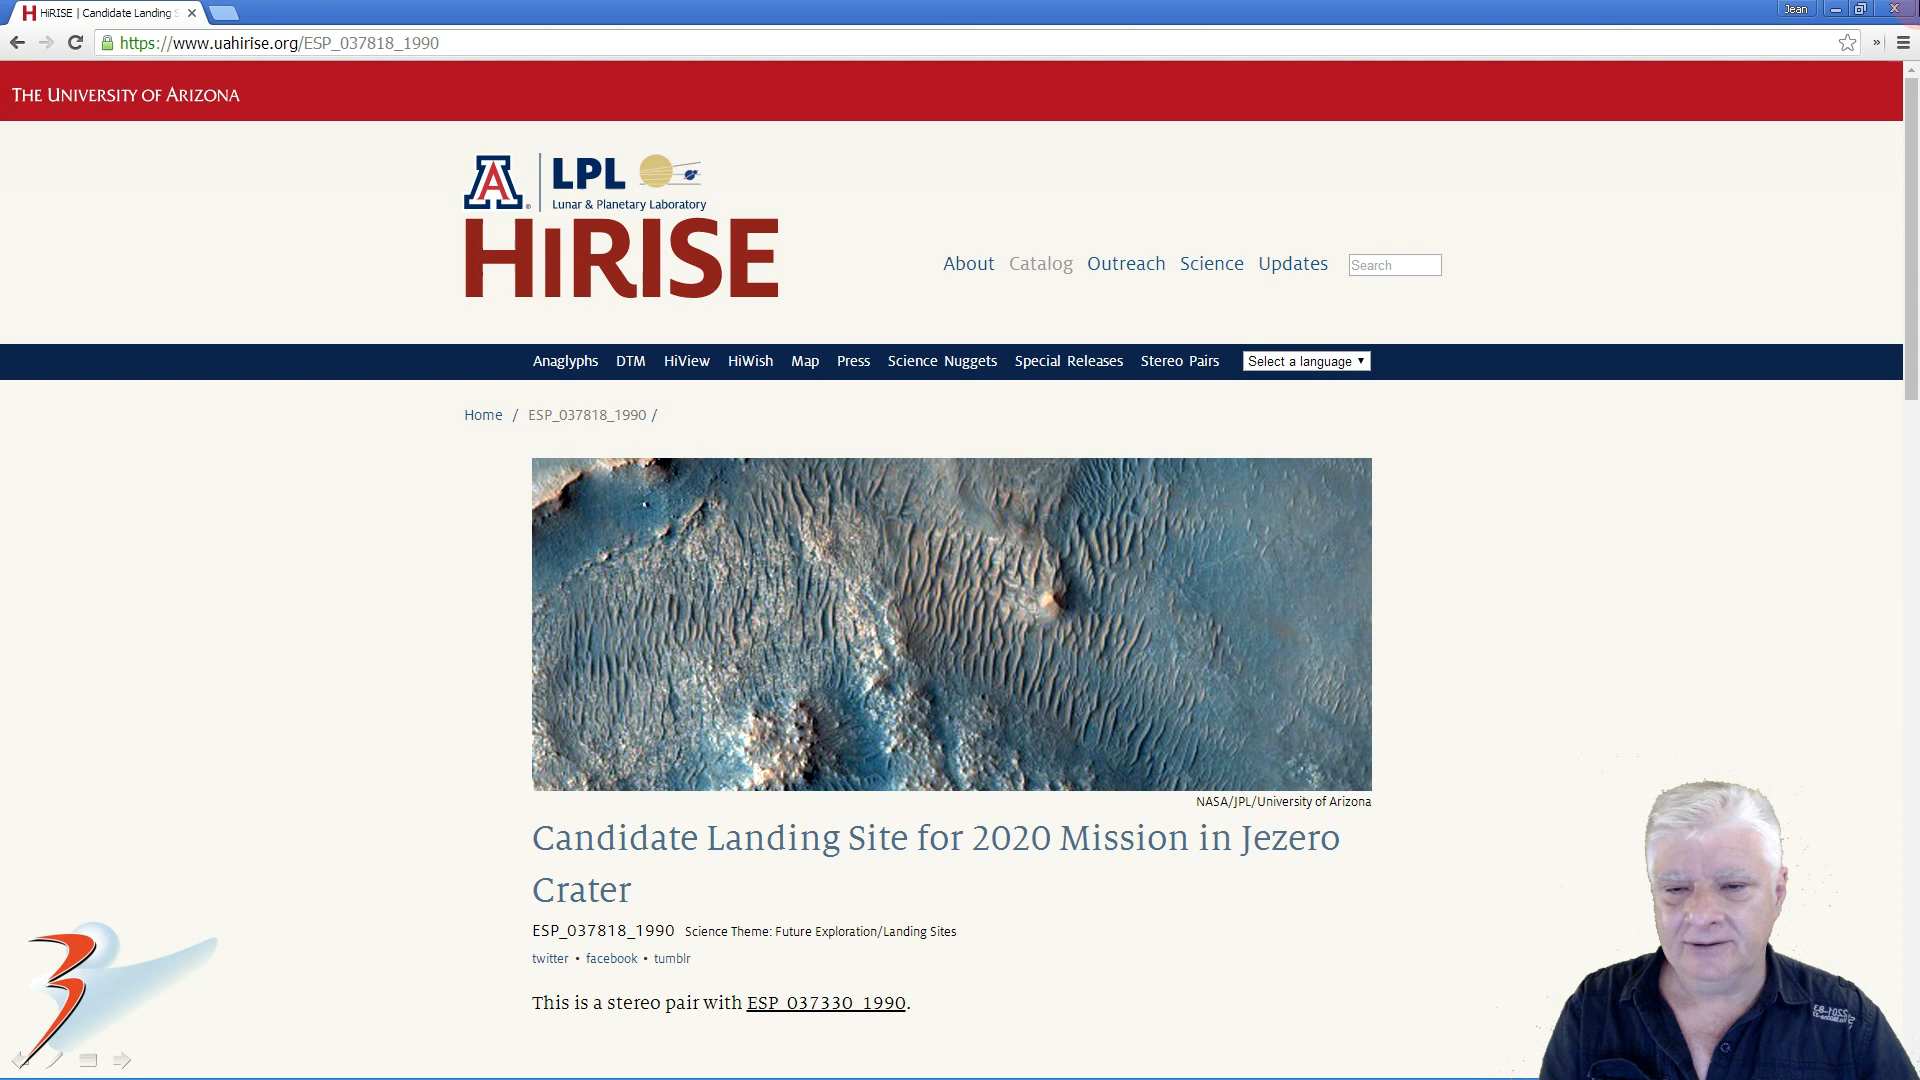 HiRISE | Candidate Landing S
Jean
https://www.uahirise.org/ESP_037818_1990
»
THE UNIVERSITY OF ARIZONA
A
LPL
Lunar & Planetary Laboratory
HiRISE
About Catalog Outreach Science Updates Search
Anaglyphs DTM HiView HiWish Map Press Science Nuggets Special Releases Stereo Pairs Select a language
Home / ESP_037818_1990 /
NASA/JPL/University of Arizona
Candidate Landing Site for 2020 Mission in Jezero
Crater
ESP_037818_1990 Science Theme: Future Exploration/Landing Sites
twitter • facebook • tumblr
This is a stereo pair with ESP_037330_1990.